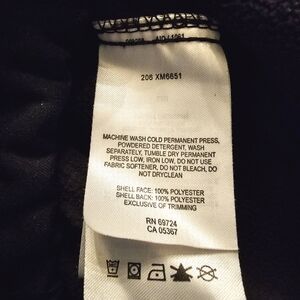 206 XM6651
MACHINE WASH COLD PERMANENT PRESS,
POWDERED DETERGENT, WASH
SEPARATELY, TUMBLE DRY PERMANENT
PRESS LOW, IRON LOW, DO NOT USE
FABRIC SOFTENER, DO NOT BLEACH, DO
NOT DRYCLEAN
SHELL FACE: 100% POLYESTER
SHELL BACK: 100% POLYESTER
EXCLUSIVE OF TRIMMING
RN 69724
CA 05367